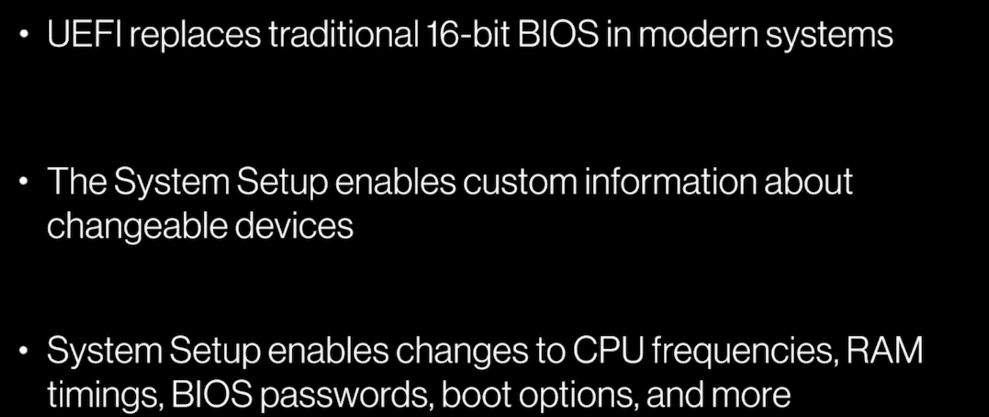 • UEFI replaces traditional 16-bit BIOS in modern systems
• The System Setup enables custom information about
changeable devices
• System Setup enables changes to CPU frequencies, RAM
timings, BIOS passwords, boot options, and more